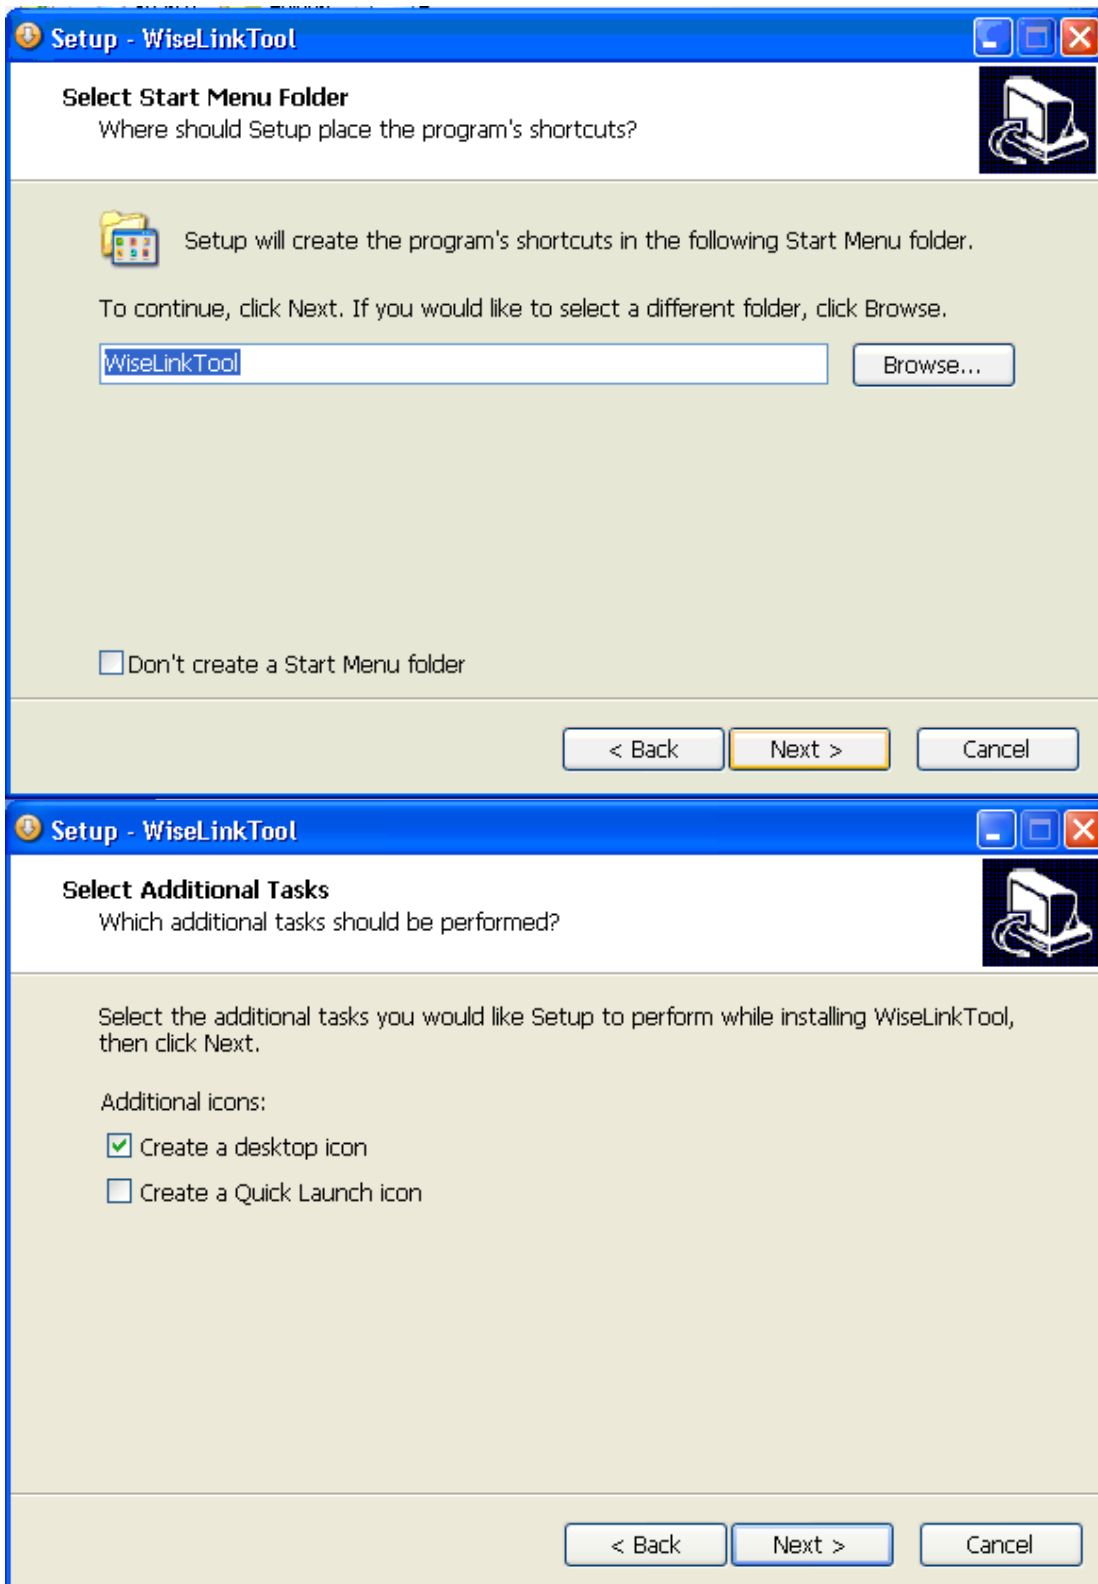 Setup - WiseLinkTool
Select Start Menu Folder
Where should Setup place the program's shortcuts?
Setup will create the program's shortcuts in the following Start Menu folder.
To continue, click Next. If you would like to select a different folder, click Browse.
WiseLinkTool
Browse...
Don't create a Start Menu folder
< Back
Next >
Cancel
Setup - WiseLinkTool
Select Additional Tasks
Which additional tasks should be performed?
Select the additional tasks you would like Setup to perform while installing WiseLinkTool,
then click Next.
Additional icons:
Create a desktop icon
Create a Quick Launch icon
< Back
Next >
Cancel